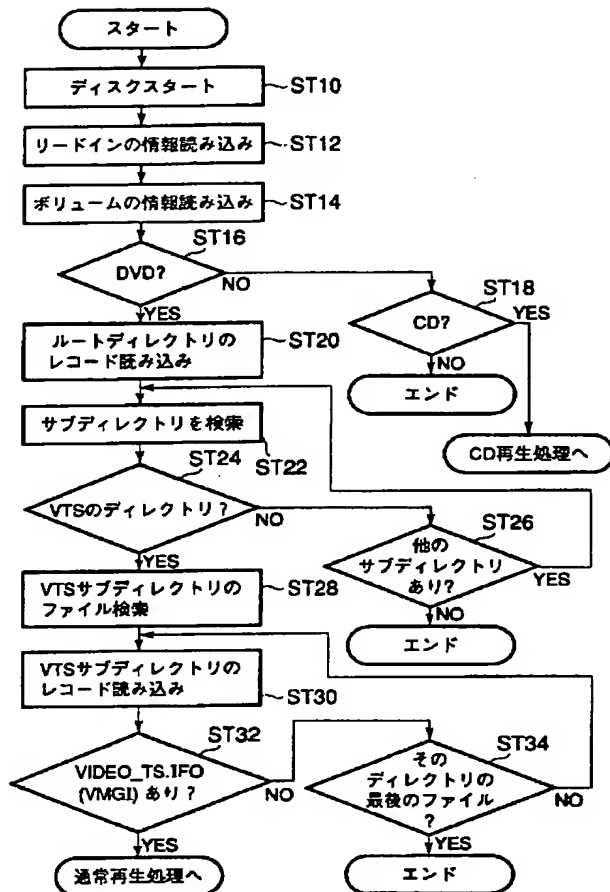 スタート
ディスクスタート
ST10
リードインの情報読み込み
ST12
ボリュームの情報読み込み
ST14
ST16
DVD?
NO
YES
ST18
CD?
YES
NO
エンド
CD再生処理へ
ルートディレクトリの
レコード読み込み
ST20
サブディレクトリを検索
ST22
ST24
VTSのディレクトリ?
NO
YES
ST26
他の
サブディレクトリ
あり?
YES
NO
エンド
VTSサブディレクトリの
ファイル検索
ST28
VTSサブディレクトリの
レコード読み込み
ST30
ST32
VIDEO_TS.IFO
(VMGI) あり?
NO
YES
通常再生処理へ
ST34
その
ディレクトリの
最後のファイル
?
NO
YES
エンド